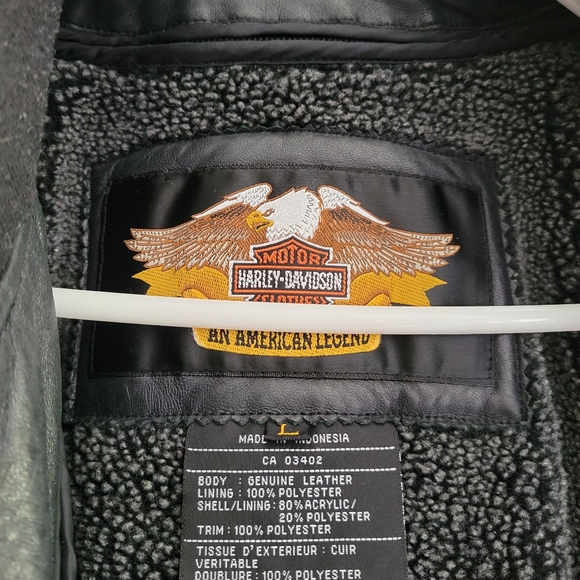 MOTOR
HARLEY-DAVIDSON
CLOTHES
AN AMERICAN LEGEND
L
MADE IN INDONESIA
CA 03402
BODY : GENUINE LEATHER
LINING : 100% POLYESTER
SHELL/LINING : 80% ACRYLIC/
20% POLYESTER
TRIM : 100% POLYESTER
TISSUE D'EXTERIEUR : CUIR
VERITABLE
DOUBLURE : 100% POLYESTER